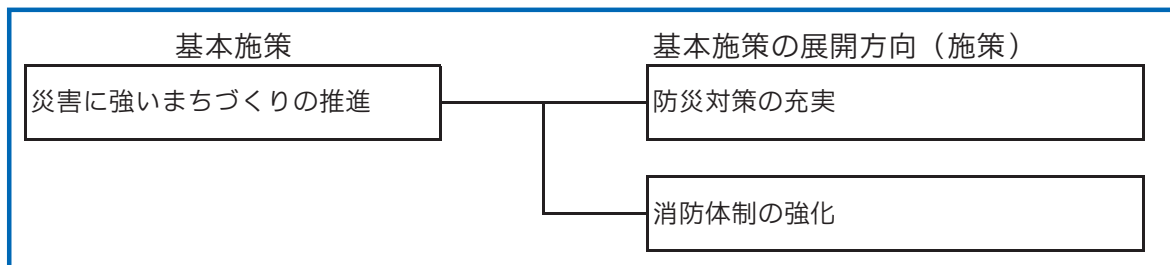 基本施策
基本施策の展開方向（施策）
災害に強いまちづくりの推進
防災対策の充実
消防体制の強化